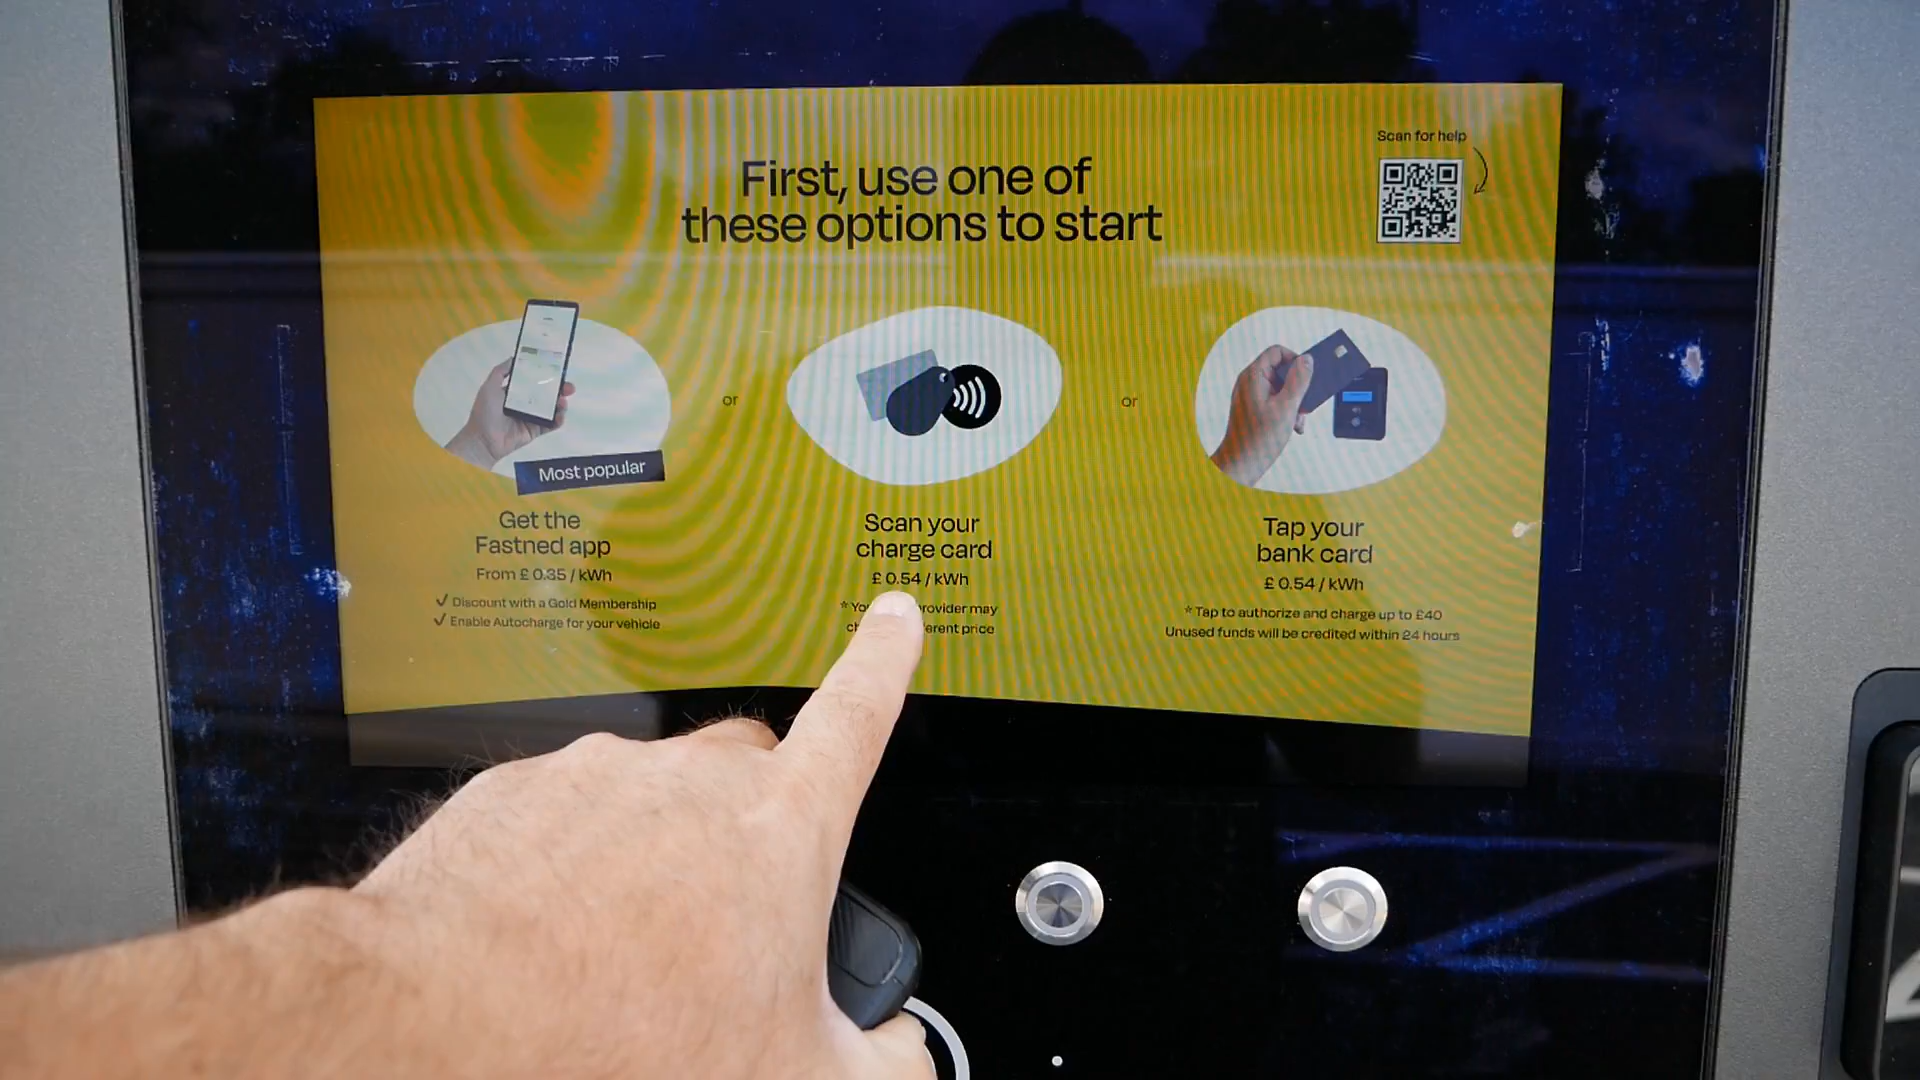 Scan for help
First, use one of
these options to start
or
or
Most popular
Get the
Fastned app
From £ 0.35 / kWh
✓ Discount with a Gold Membership
✓ Enable Autocharge for your vehicle
Scan your
charge card
£ 0.54 / kWh
may
price
Tap your
bank card
£ 0.54 / kWh
* Tap to authorize and charge up to £40
Unused funds will be credited within 24 hours